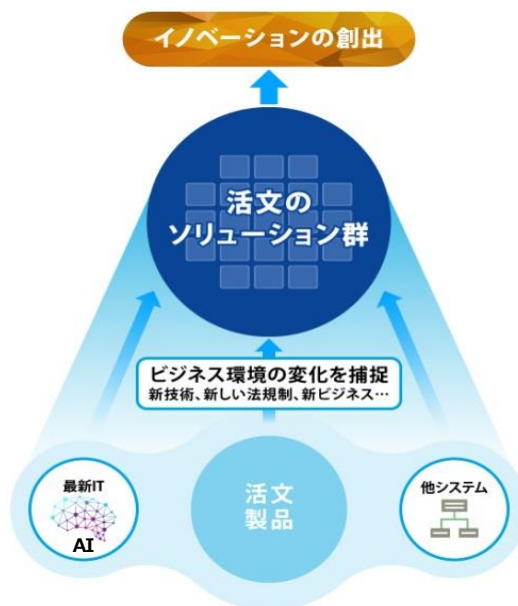 イノベーションの創出
活文の
ソリューション群
ビジネス環境の変化を捕捉
新技術、新しい法規制、新ビジネス…
最新IT
AI
活文
製品
他システム